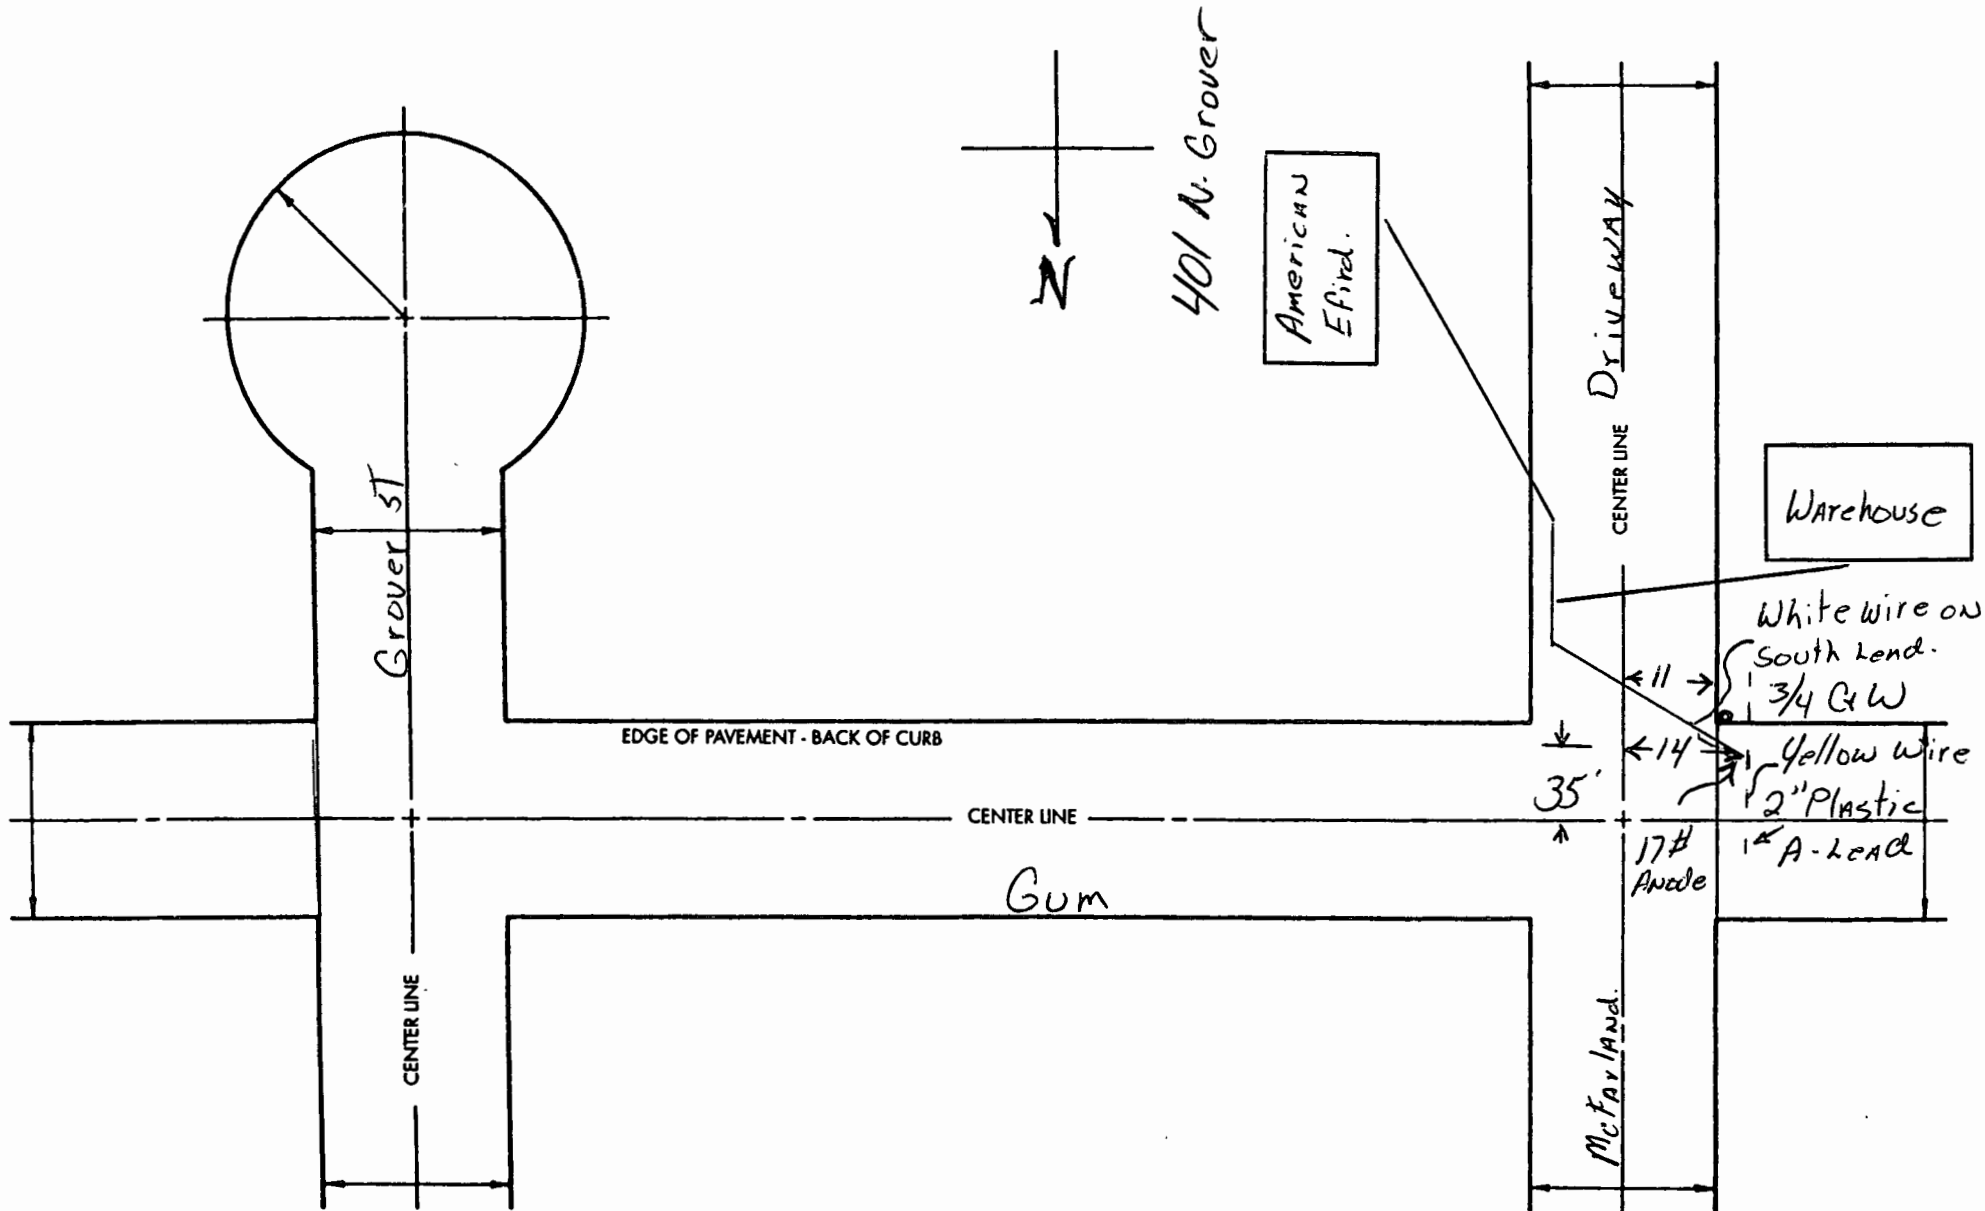 401 N. Grover
N
American
Efird.
Driveway
CENTER LINE
Warehouse
Grover ST
White wire on
South Lend.
3/4 G W
11
EDGE OF PAVEMENT - BACK OF CURB
14
Yellow Wire
35'
2" Plastic
CENTER LINE
A-Lead
17#
Anode
Gum
CENTER LINE
McFarland.